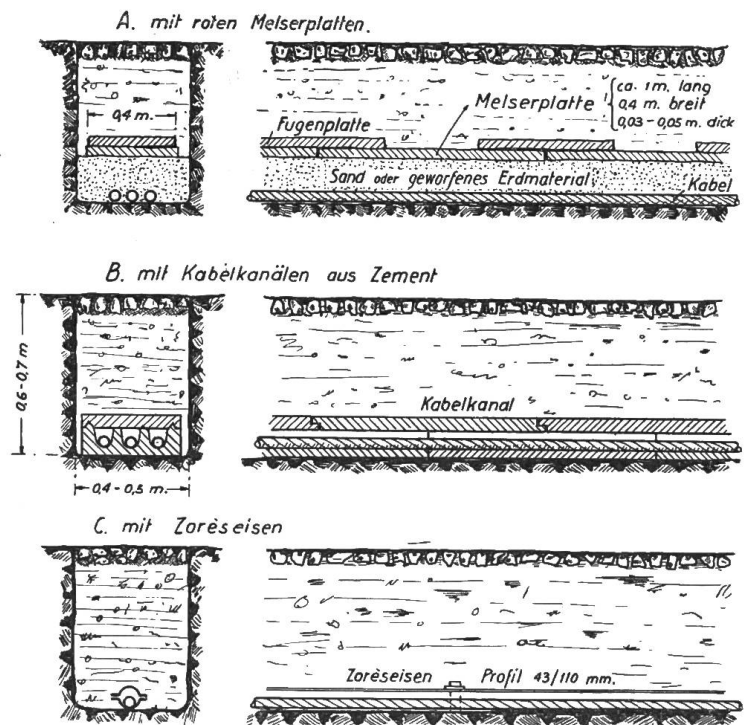 A. mit roten Melserplatten.
0,4 m.
Fugenplatte
Melserplatte
ca. 1 m. lang
0,4 m. breit
0,03-0,05 m. dick
Sand oder geworfenes Erdmaterial
Kabel
B. mit Kabelkanälen aus Zement
0,6-0,7 m
Kabelkanal
0,4-0,5 m.
C. mit Zorèseisen
Zorèseisen Profil 43/110 mm.